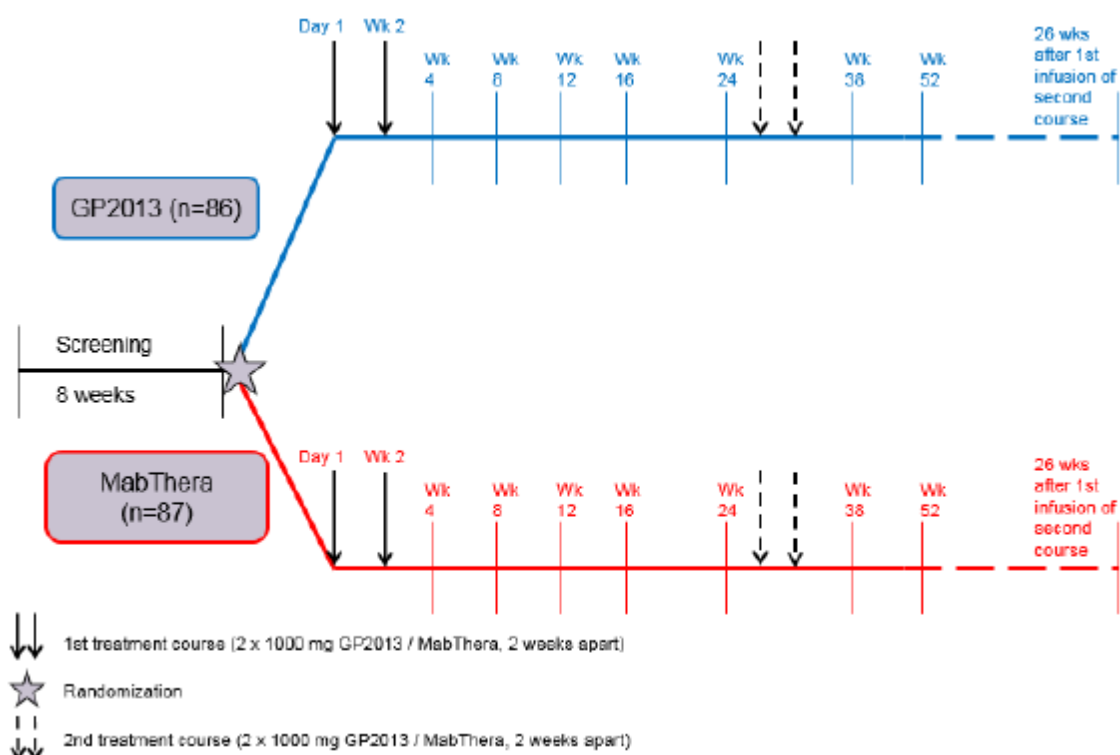 Day 1
Wk 2
Wk
4
Wk
8
Wk
12
Wk
16
Wk
24
Wk
38
Wk
52
26 wks
after 1st
infusion of
second
course
GP2013 (n=86)
Screening
8 weeks
MabThera
(n=87)
Day 1
Wk 2
Wk
4
Wk
8
Wk
12
Wk
16
Wk
24
Wk
38
Wk
52
26 wks
after 1st
infusion of
second
course
1st treatment course (2 x 1000 mg GP2013 / MabThera, 2 weeks apart)
Randomization
2nd treatment course (2 x 1000 mg GP2013 / MabThera, 2 weeks apart)